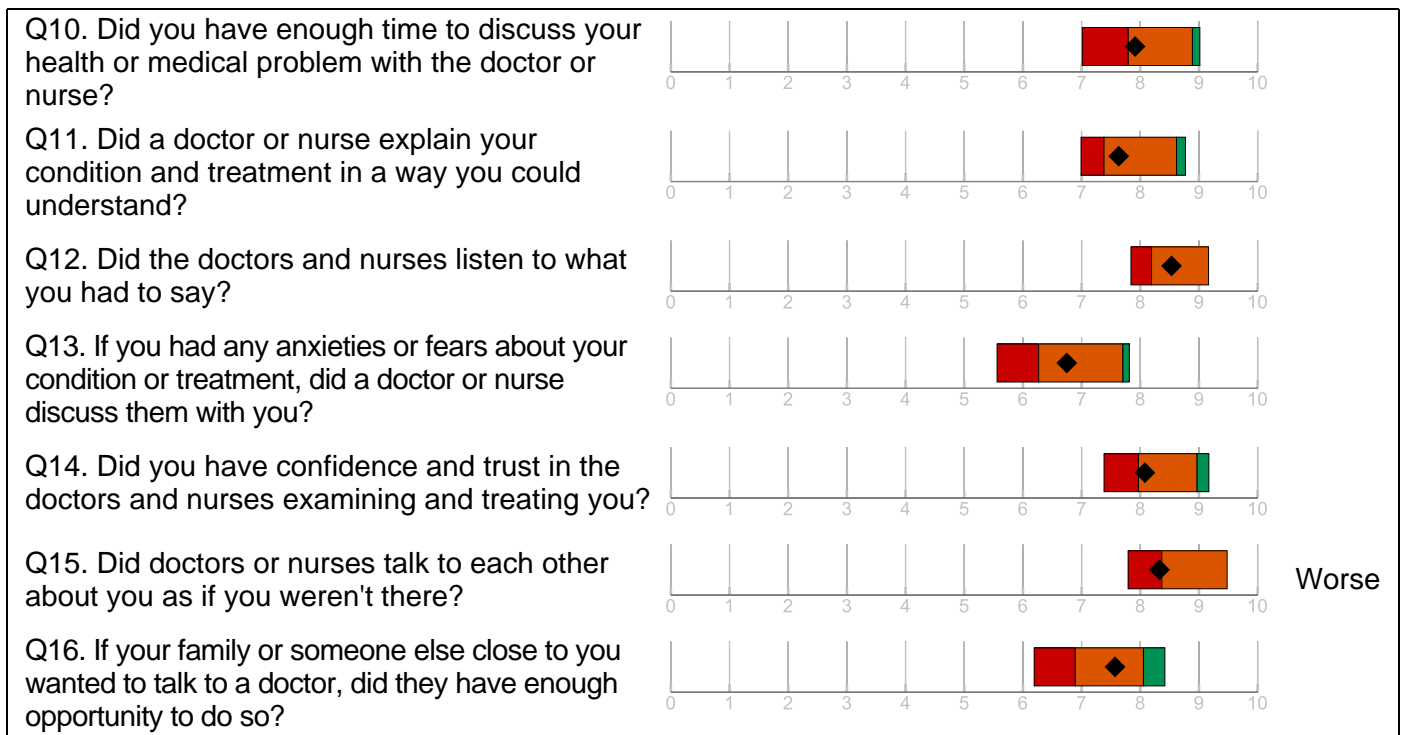 Q10. Did you have enough time to discuss your
health or medical problem with the doctor or
nurse?
0 1 2 3 4 5 6 7 8 9 10
Q11. Did a doctor or nurse explain your
condition and treatment in a way you could
understand?
0 1 2 3 4 5 6 7 8 9 10
Q12. Did the doctors and nurses listen to what
you had to say?
0 1 2 3 4 5 6 7 8 9 10
Q13. If you had any anxieties or fears about your
condition or treatment, did a doctor or nurse
discuss them with you?
0 1 2 3 4 5 6 7 8 9 10
Q14. Did you have confidence and trust in the
doctors and nurses examining and treating you?
0 1 2 3 4 5 6 7 8 9 10
Q15. Did doctors or nurses talk to each other
about you as if you weren't there?
0 1 2 3 4 5 6 7 8 9 10
Worse
Q16. If your family or someone else close to you
wanted to talk to a doctor, did they have enough
opportunity to do so?
0 1 2 3 4 5 6 7 8 9 10